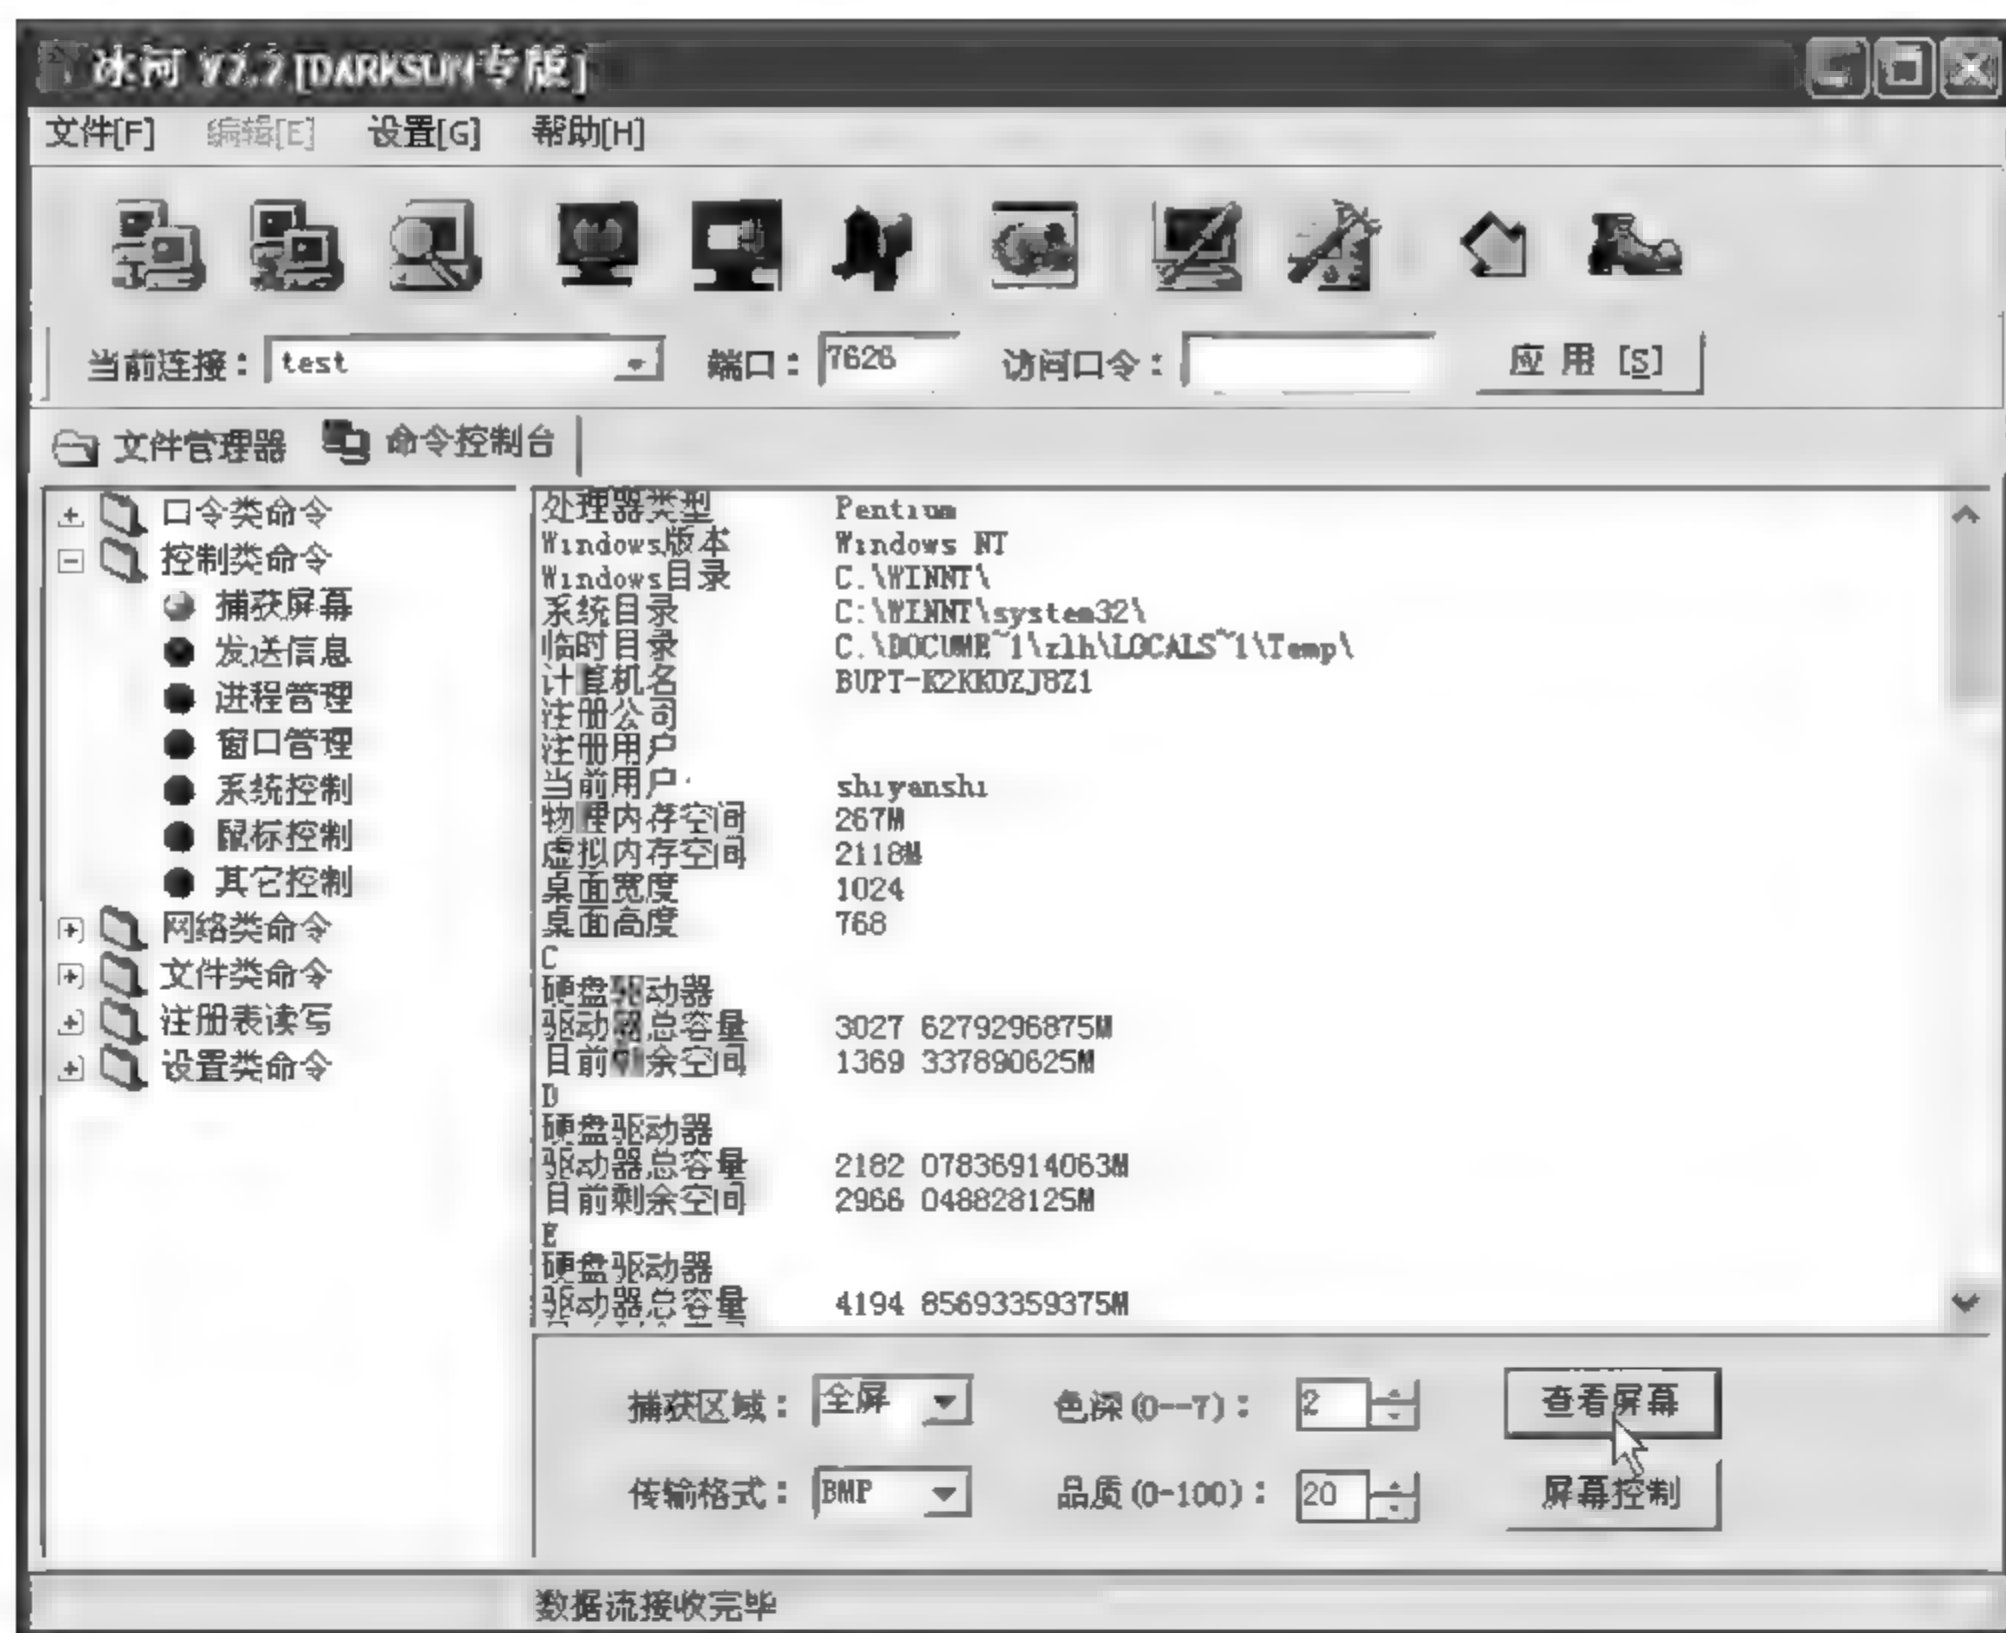 冰河 V7.7 [DARKSUN专版]
文件[F] 编辑[E] 设置[G] 帮助[H]
当前连接: test 端口: 7626 访问口令: 应 用 [S]
文件管理器 命令控制台
口令类命令
控制类命令
捕获屏幕
发送信息
进程管理
窗口管理
系统控制
鼠标控制
其它控制
网络类命令
文件类命令
注册表读写
设置类命令
处理器类型 Pentium
Windows版本 Windows NT
Windows目录 C.\WINNT\
系统目录 C:\WINNT\system32\
临时目录 C.\DOCUME~1\zlh\LOCALS~1\Temp\
计算机名
注册公司
注册用户
当前用户 shiyanshi
物理内存空间 267M
虚拟内存空间 2118M
桌面宽度 1024
桌面高度 768
C
硬盘驱动器
驱动器总容量 3027 6279296875M
目前剩余空间 1369 337890625M
D
硬盘驱动器
驱动器总容量 2182 07836914063M
目前剩余空间 2966 048828125M
E
硬盘驱动器
驱动器总容量 4194 85693359375M
捕获区域: 全屏 色深(0--7): 2 查看屏幕
传输格式: BMP 品质(0-100): 20 屏幕控制
数据流接收完毕